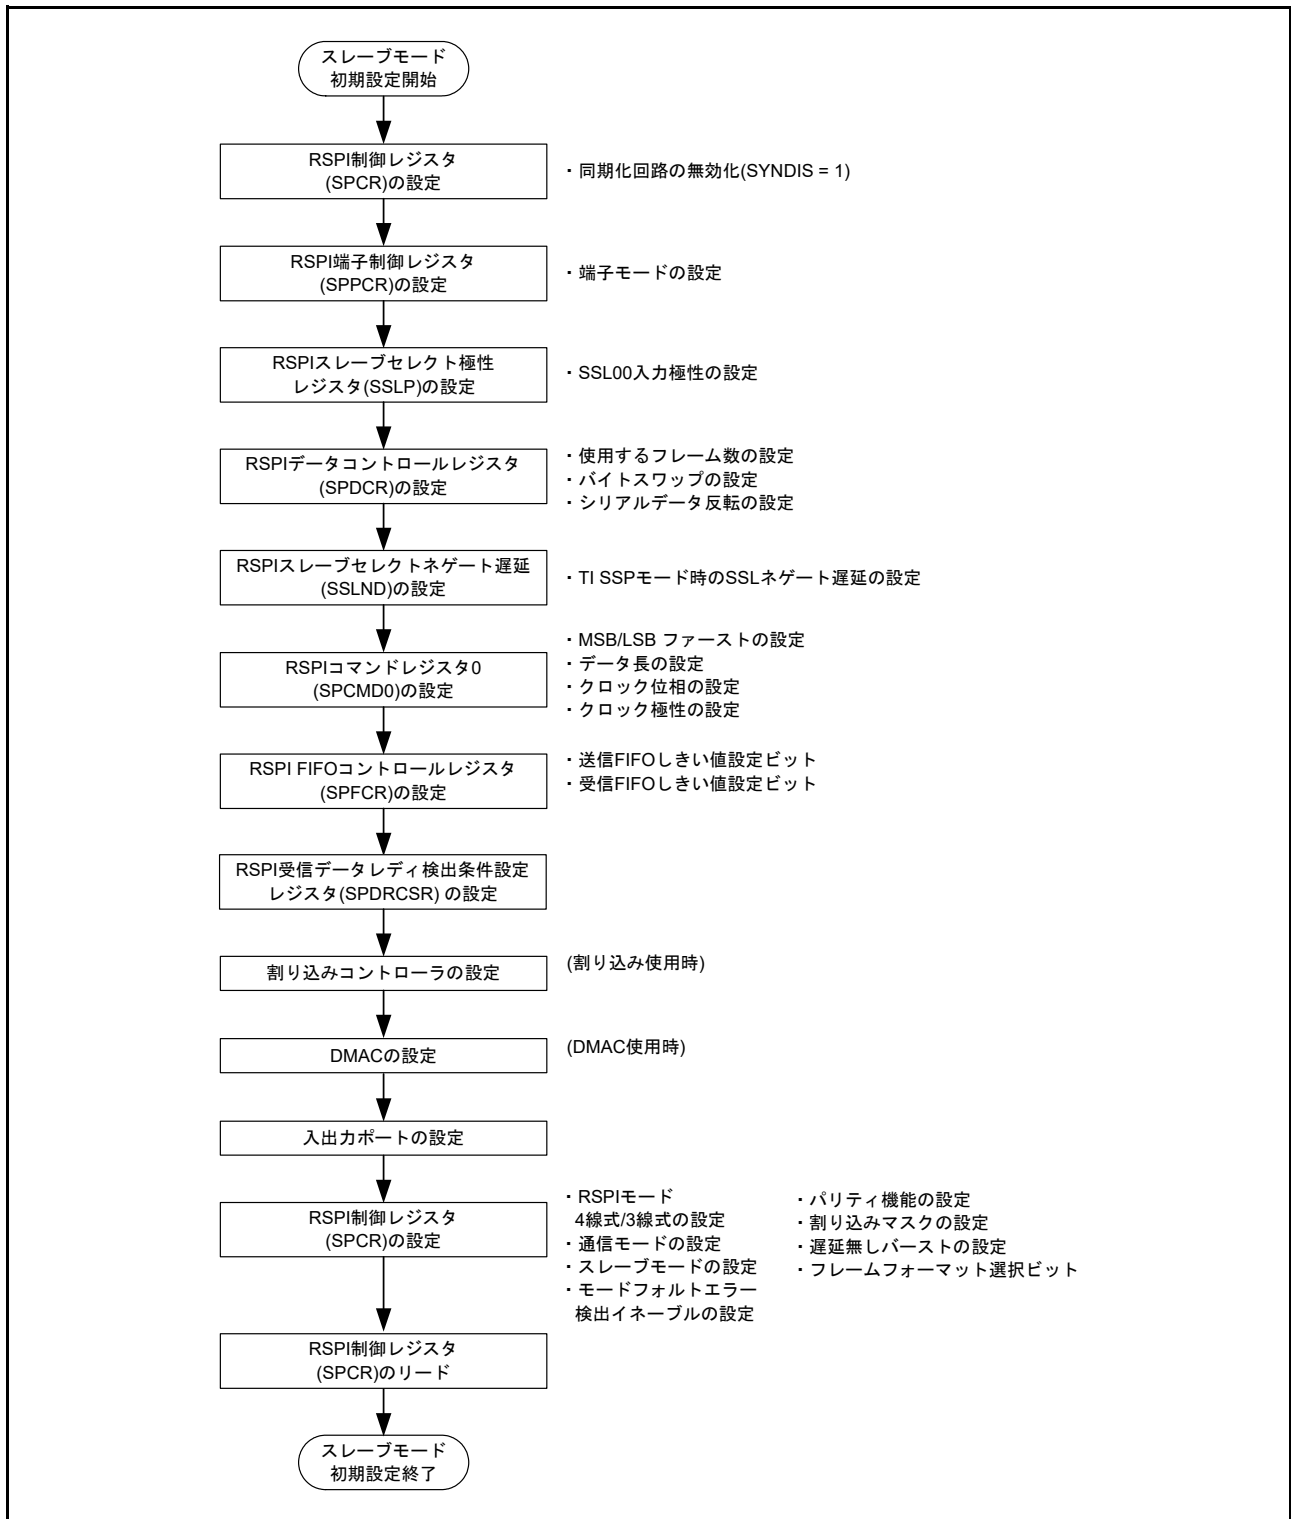 スレーブモード
初期設定開始
RSPI制御レジスタ
(SPCR)の設定
・同期化回路の無効化(SYNDIS = 1)
RSPI端子制御レジスタ
(SPPCR)の設定
・端子モードの設定
RSPIスレーブセレクト極性
レジスタ(SSLP)の設定
・SSL00入力極性の設定
RSPIデータコントロールレジスタ
(SPDCR)の設定
・使用するフレーム数の設定
・バイトスワップの設定
・シリアルデータ反転の設定
RSPIスレーブセレクトネゲート遅延
(SSLND)の設定
・TI SSPモード時のSSLネゲート遅延の設定
RSPIコマンドレジスタ0
(SPCMD0)の設定
・MSB/LSB ファーストの設定
・データ長の設定
・クロック位相の設定
・クロック極性の設定
RSPI FIFOコントロールレジスタ
(SPFCR)の設定
・送信FIFOしきい値設定ビット
・受信FIFOしきい値設定ビット
RSPI受信データレディ検出条件設定
レジスタ(SPDRCSR) の設定
割り込みコントローラの設定
(割り込み使用時)
DMACの設定
(DMAC使用時)
入出力ポートの設定
RSPI制御レジスタ
(SPCR)の設定
・RSPIモード
4線式/3線式の設定
・通信モードの設定
・スレーブモードの設定
・モードフォルトエラー
検出イネーブルの設定
・パリティ機能の設定
・割り込みマスクの設定
・遅延無しバーストの設定
・フレームフォーマット選択ビット
RSPI制御レジスタ
(SPCR)のリード
スレーブモード
初期設定終了